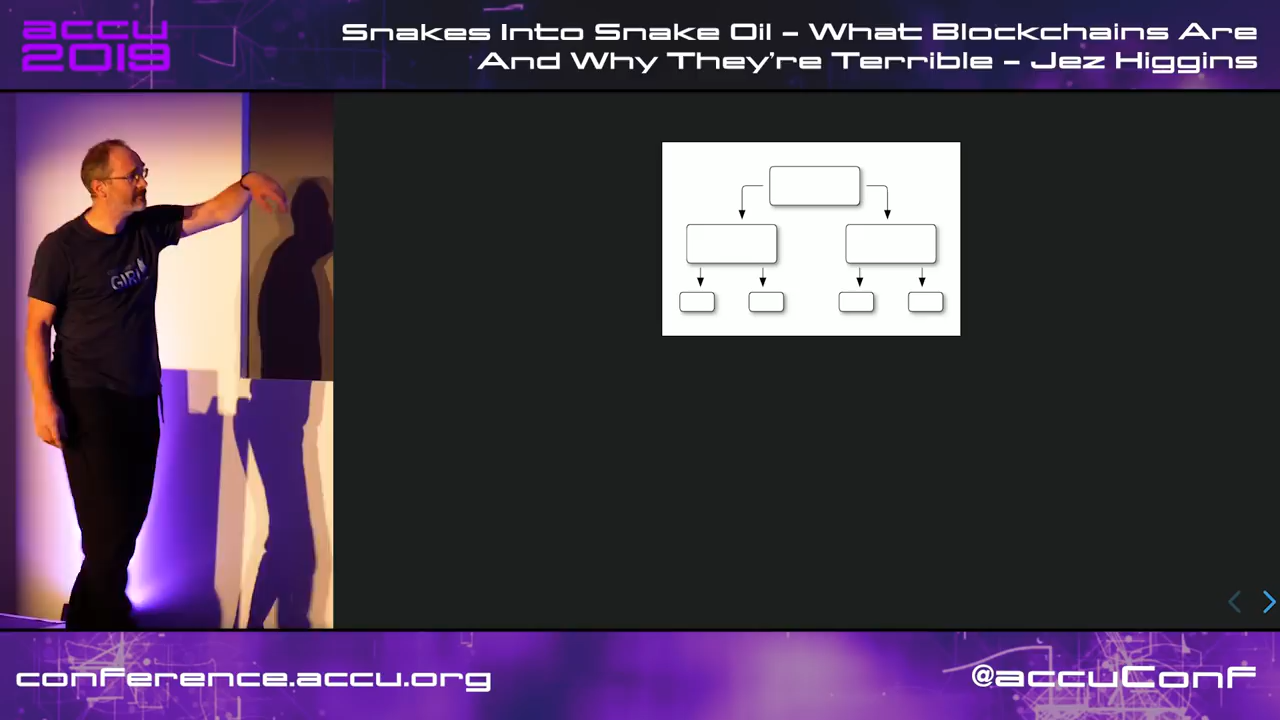 accu
2019
Snakes Into Snake Oil – What Blockchains Are
And Why They're Terrible – Jez Higgins
conference.accu.org
@accuConf